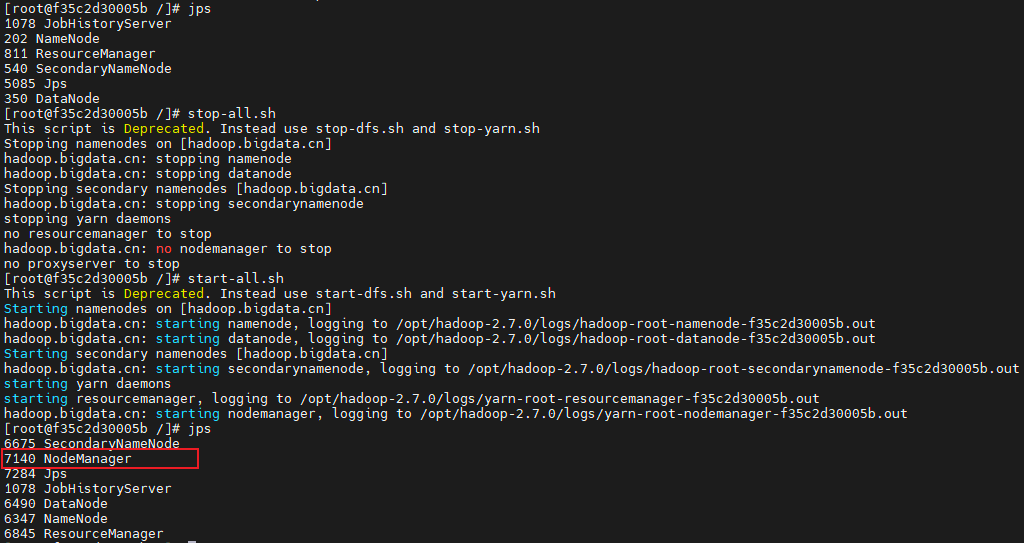 [root@f35c2d30005b /]# jps
1078 JobHistoryServer
202 NameNode
811 ResourceManager
540 SecondaryNameNode
5085 Jps
350 DataNode
[root@f35c2d30005b /]# stop-all.sh
This script is Deprecated. Instead use stop-dfs.sh and stop-yarn.sh
Stopping namenodes on [hadoop.bigdata.cn]
hadoop.bigdata.cn: stopping namenode
hadoop.bigdata.cn: stopping datanode
Stopping secondary namenodes [hadoop.bigdata.cn]
hadoop.bigdata.cn: stopping secondarynamenode
stopping yarn daemons
no resourcemanager to stop
hadoop.bigdata.cn: no nodemanager to stop
no proxyserver to stop
[root@f35c2d30005b /]# start-all.sh
This script is Deprecated. Instead use start-dfs.sh and start-yarn.sh
Starting namenodes on [hadoop.bigdata.cn]
hadoop.bigdata.cn: starting namenode, logging to /opt/hadoop-2.7.0/logs/hadoop-root-namenode-f35c2d30005b.out
hadoop.bigdata.cn: starting datanode, logging to /opt/hadoop-2.7.0/logs/hadoop-root-datanode-f35c2d30005b.out
Starting secondary namenodes [hadoop.bigdata.cn]
hadoop.bigdata.cn: starting secondarynamenode, logging to /opt/hadoop-2.7.0/logs/hadoop-root-secondarynamenode-f35c2d30005b.out
starting yarn daemons
starting resourcemanager, logging to /opt/hadoop-2.7.0/logs/yarn-root-resourcemanager-f35c2d30005b.out
hadoop.bigdata.cn: starting nodemanager, logging to /opt/hadoop-2.7.0/logs/yarn-root-nodemanager-f35c2d30005b.out
[root@f35c2d30005b /]# jps
6675 SecondaryNameNode
7140 NodeManager
7284 Jps
1078 JobHistoryServer
6490 DataNode
6347 NameNode
6845 ResourceManager